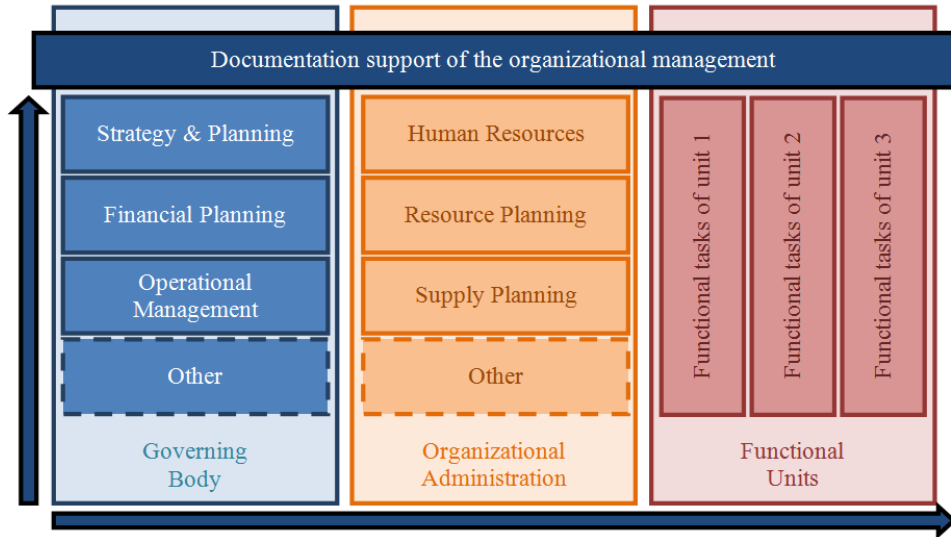 Documentation support of the organizational management
Strategy & Planning
Financial Planning
Operational
Management
Other
Governing
Body
Human Resources
Resource Planning
Supply Planning
Other
Organizational
Administration
Functional tasks of unit 1
Functional tasks of unit 2
Functional tasks of unit 3
Functional
Units